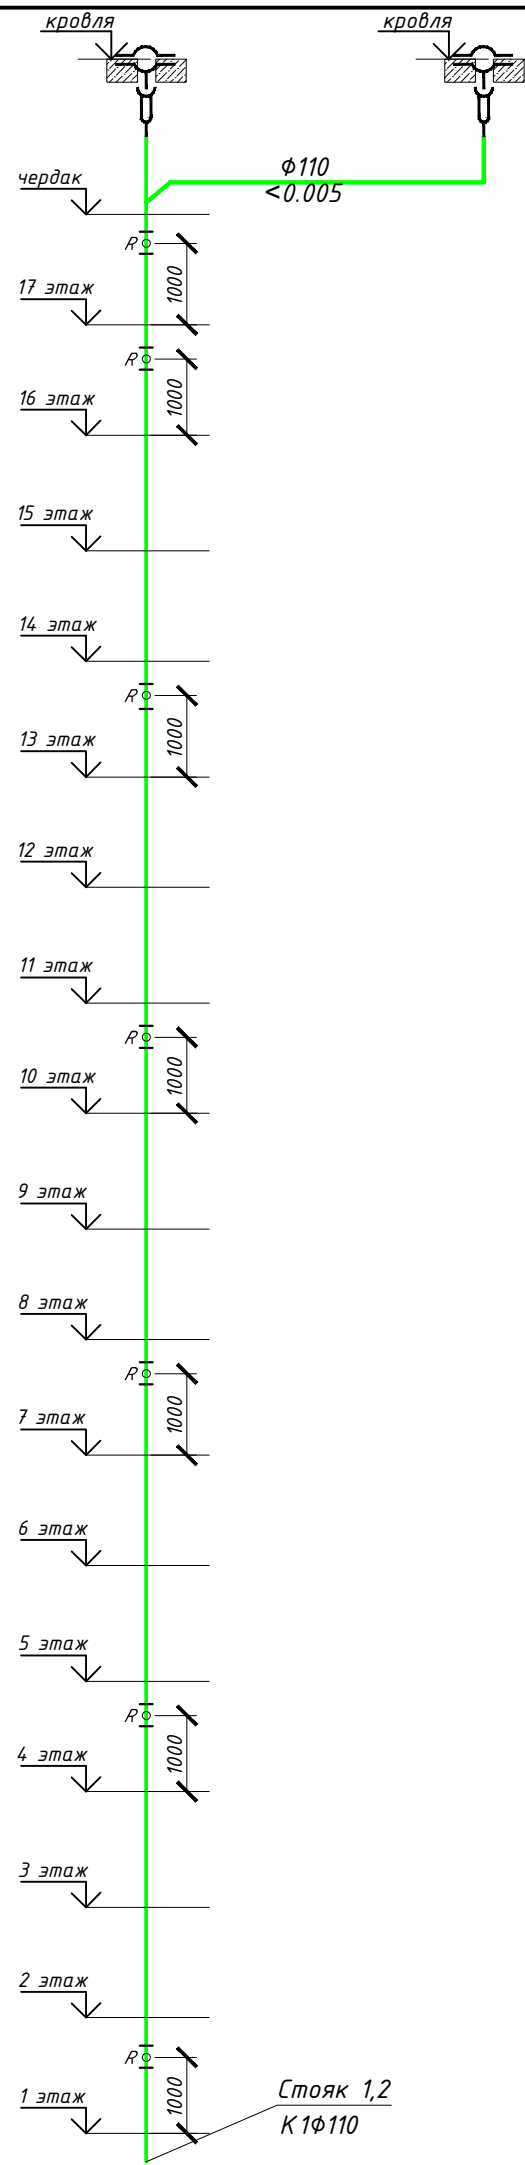 кровля
кровля
Ф110
<0.005
чердак
R
1000
17 этаж
R
1000
16 этаж
15 этаж
14 этаж
R
1000
13 этаж
12 этаж
11 этаж
R
1000
10 этаж
9 этаж
8 этаж
R
1000
7 этаж
6 этаж
5 этаж
R
1000
4 этаж
3 этаж
2 этаж
R
1000
1 этаж
Стояк 1,2
К1Ф110